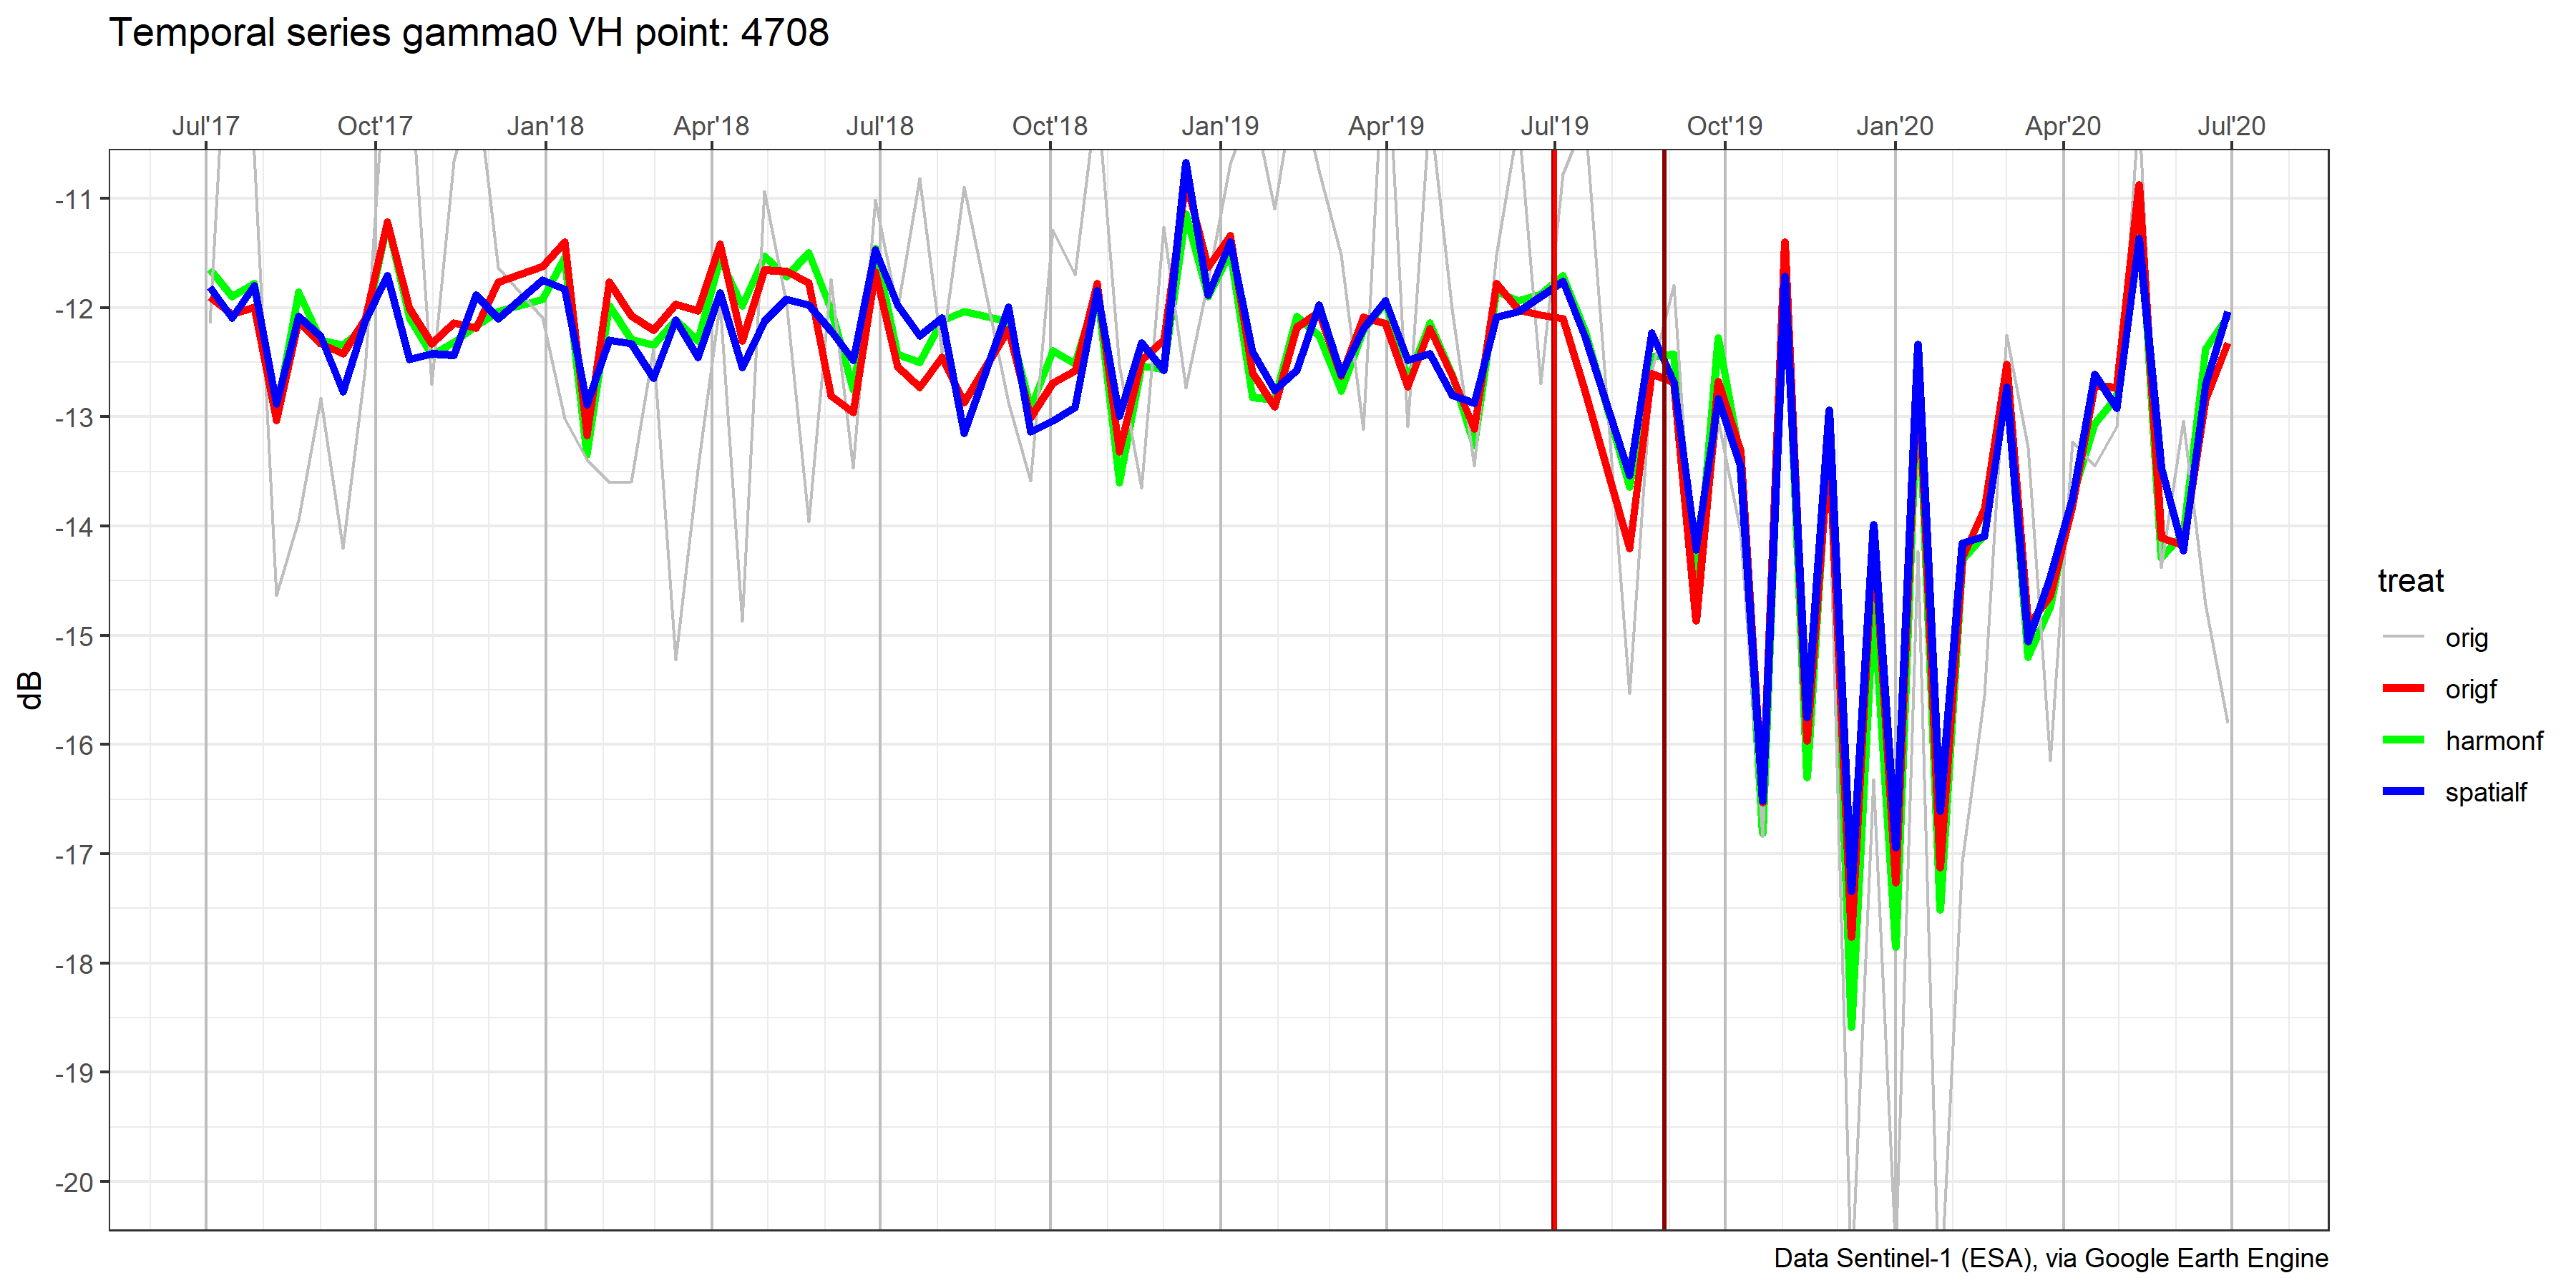 Temporal series gamma0 VH point: 4708
Jul'17 Oct'17 Jan'18 Apr'18 Jul'18 Oct'18 Jan'19 Apr'19 Jul'19 Oct'19 Jan'20 Apr'20 Jul'20
-11
-12
-13
-14
-15
-16
-17
-18
-19
-20
dB
treat
orig
origf
harmonf
spatialf
Data Sentinel-1 (ESA), via Google Earth Engine